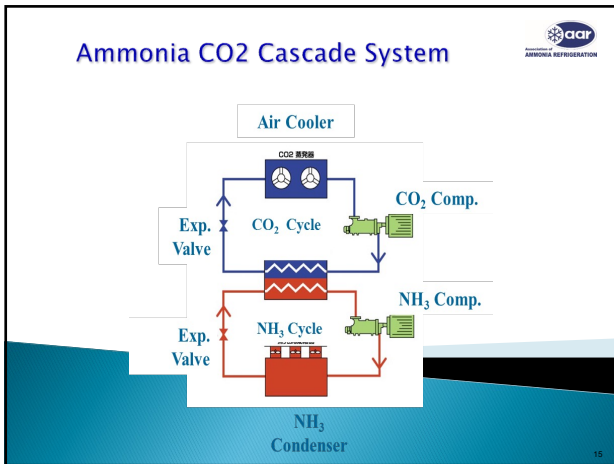 Ammonia CO2 Cascade System
aar
Association of
AMMONIA REFRIGERATION
Air Cooler
CO2 蒸発器
CO₂ Comp.
Exp.
Valve
CO₂ Cycle
NH₃ Comp.
Exp.
Valve
NH₃ Cycle
NH₃
Condenser
15